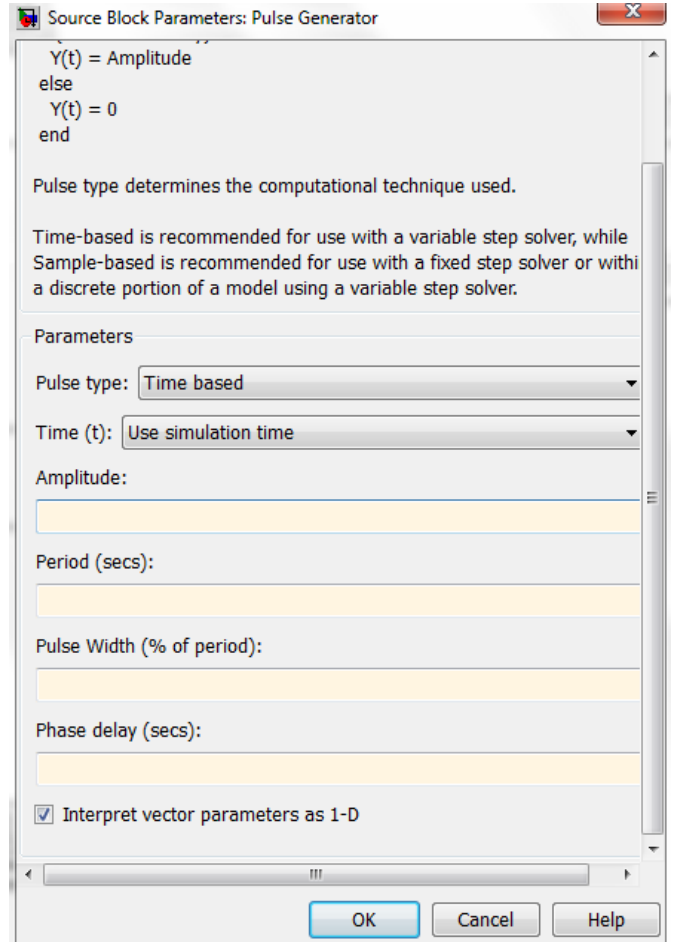 Source Block Parameters: Pulse Generator
Y(t) = Amplitude
else
Y(t) = 0
end
Pulse type determines the computational technique used.
Time-based is recommended for use with a variable step solver, while
Sample-based is recommended for use with a fixed step solver or withi
a discrete portion of a model using a variable step solver.
Parameters
Pulse type: Time based
Time (t): Use simulation time
Amplitude:
Period (secs):
Pulse Width (% of period):
Phase delay (secs):
Interpret vector parameters as 1-D
OK Cancel Help